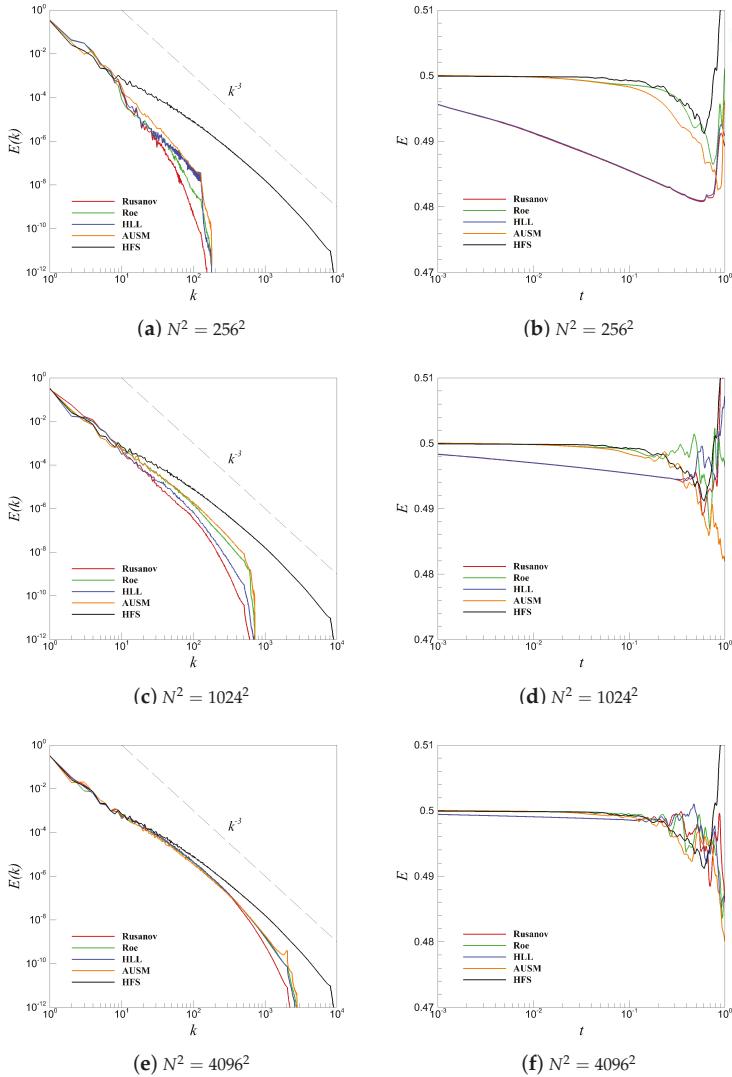 10^0
10^-2
10^-4
10^-6
10^-8
10^-10
10^-12
E(k)
k^-3
Rusanov
Roe
HLL
AUSM
HFS
10^0 10^1 10^2 10^3 10^4
k
(a) N^2 = 256^2
0.51
0.5
0.49
0.48
0.47
E
Rusanov
Roe
HLL
AUSM
HFS
10^-3 10^-2 10^-1 10^0
t
(b) N^2 = 256^2
10^0
10^-2
10^-4
10^-6
10^-8
10^-10
10^-12
E(k)
k^-3
Rusanov
Roe
HLL
AUSM
HFS
10^0 10^1 10^2 10^3 10^4
k
(c) N^2 = 1024^2
0.51
0.5
0.49
0.48
0.47
E
Rusanov
Roe
HLL
AUSM
HFS
10^-3 10^-2 10^-1 10^0
t
(d) N^2 = 1024^2
10^0
10^-2
10^-4
10^-6
10^-8
10^-10
10^-12
E(k)
k^-3
Rusanov
Roe
HLL
AUSM
HFS
10^0 10^1 10^2 10^3 10^4
k
(e) N^2 = 4096^2
0.51
0.5
0.49
0.48
0.47
E
Rusanov
Roe
HLL
AUSM
HFS
10^-3 10^-2 10^-1 10^0
t
(f) N^2 = 4096^2